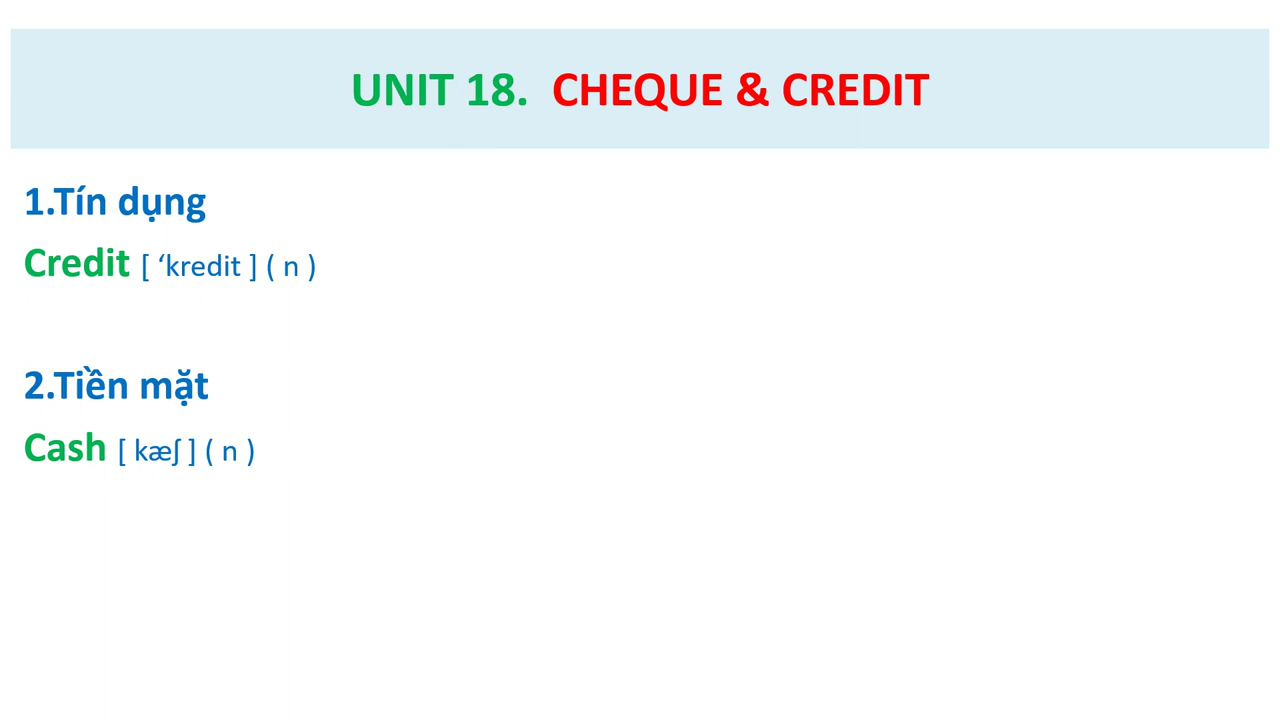 UNIT 18. CHEQUE & CREDIT
1.Tín dụng
Credit [ ‘kredit ] ( n )
2.Tiền mặt
Cash [ kæʃ ] ( n )